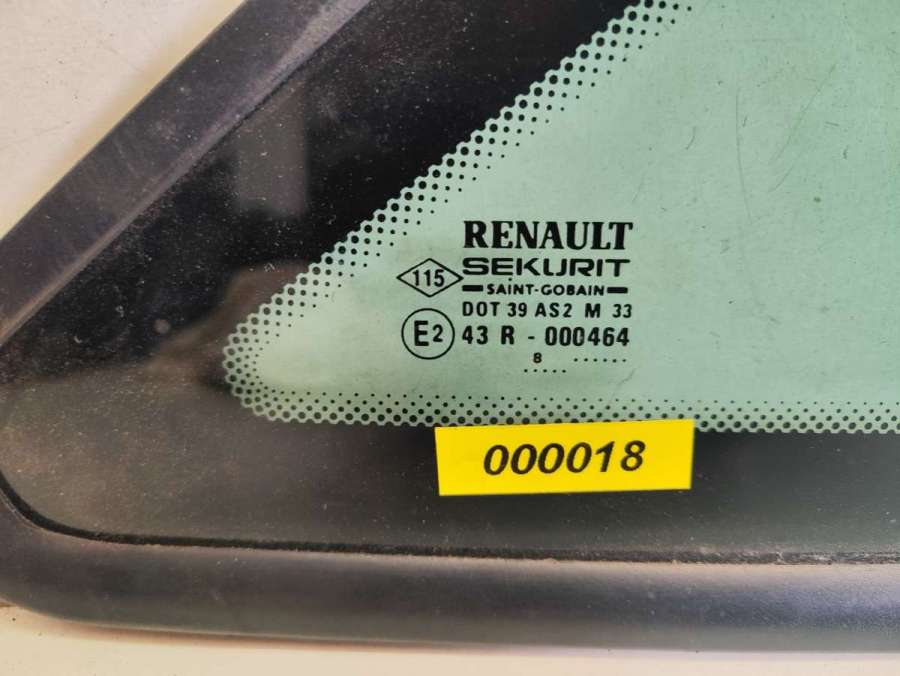 RENAULT
115
SEKURIT
SAINT-GOBAIN
DOT 39 AS2 M 33
E2
43 R - 000464
8 ......
.....
000018